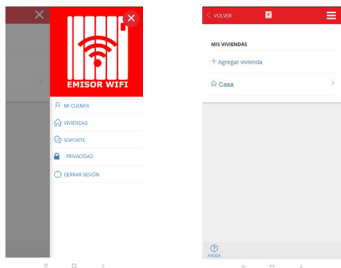 EMISOR WIFI
MI CUENTA
VIVIENDAS
SOPORTE
PRIVACIDAD
CERRAR SESIÓN
VOLVER
MIS VIVIENDAS
+ Agregar vivienda
Casa
AYUDA